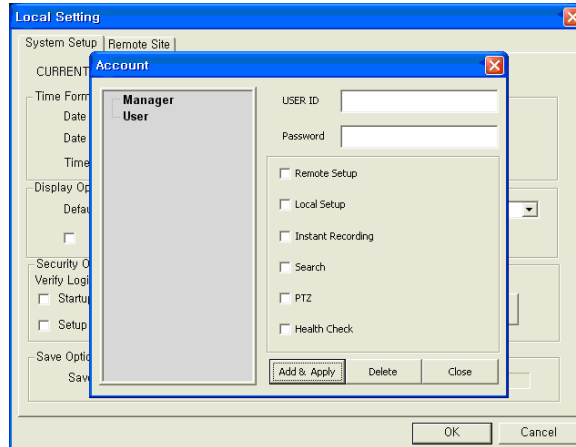 Local Setting
System Setup
Remote Site
CURRENT
Account
Time Form
Date
Date
Time
Display Op
Defau
Security O
Verify Logi
Startu
Setup
Save Optic
Sav
Manager
User
USER ID
Password
Remote Setup
Local Setup
Instant Recording
Search
PTZ
Health Check
Add & Apply
Delete
Close
OK
Cancel